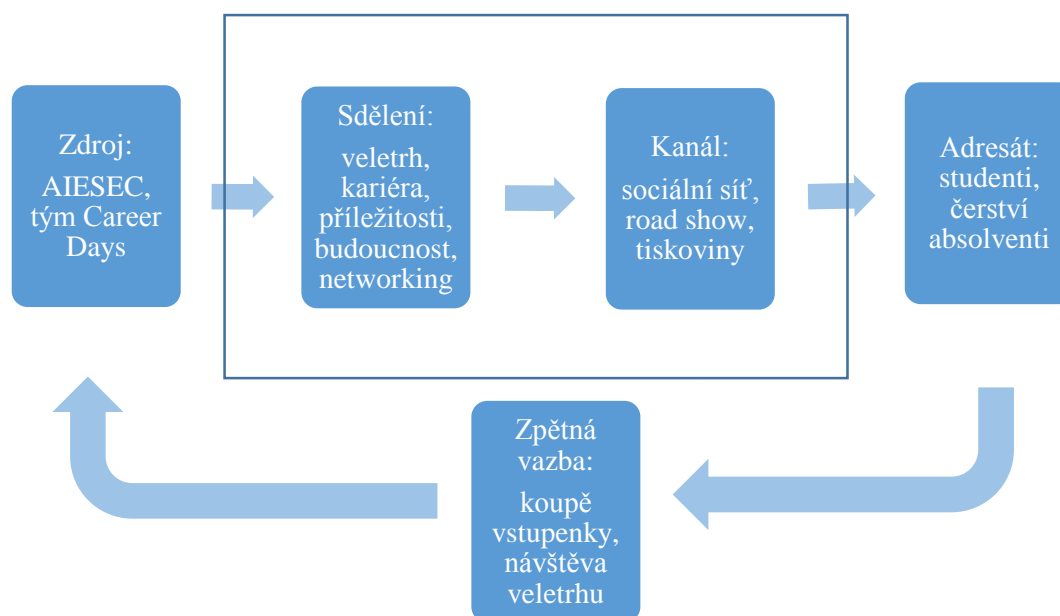 Zdroj:
AIESEC,
tým Career
Days
Sdělení:
veletrh,
kariéra,
příležitosti,
budoucnost,
networking
Kanál:
sociální síť,
road show,
tiskoviny
Adresát:
studenti,
čerství
absolventi
Zpětná
vazba:
koupě
vstupenky,
návštěva
veletrhu